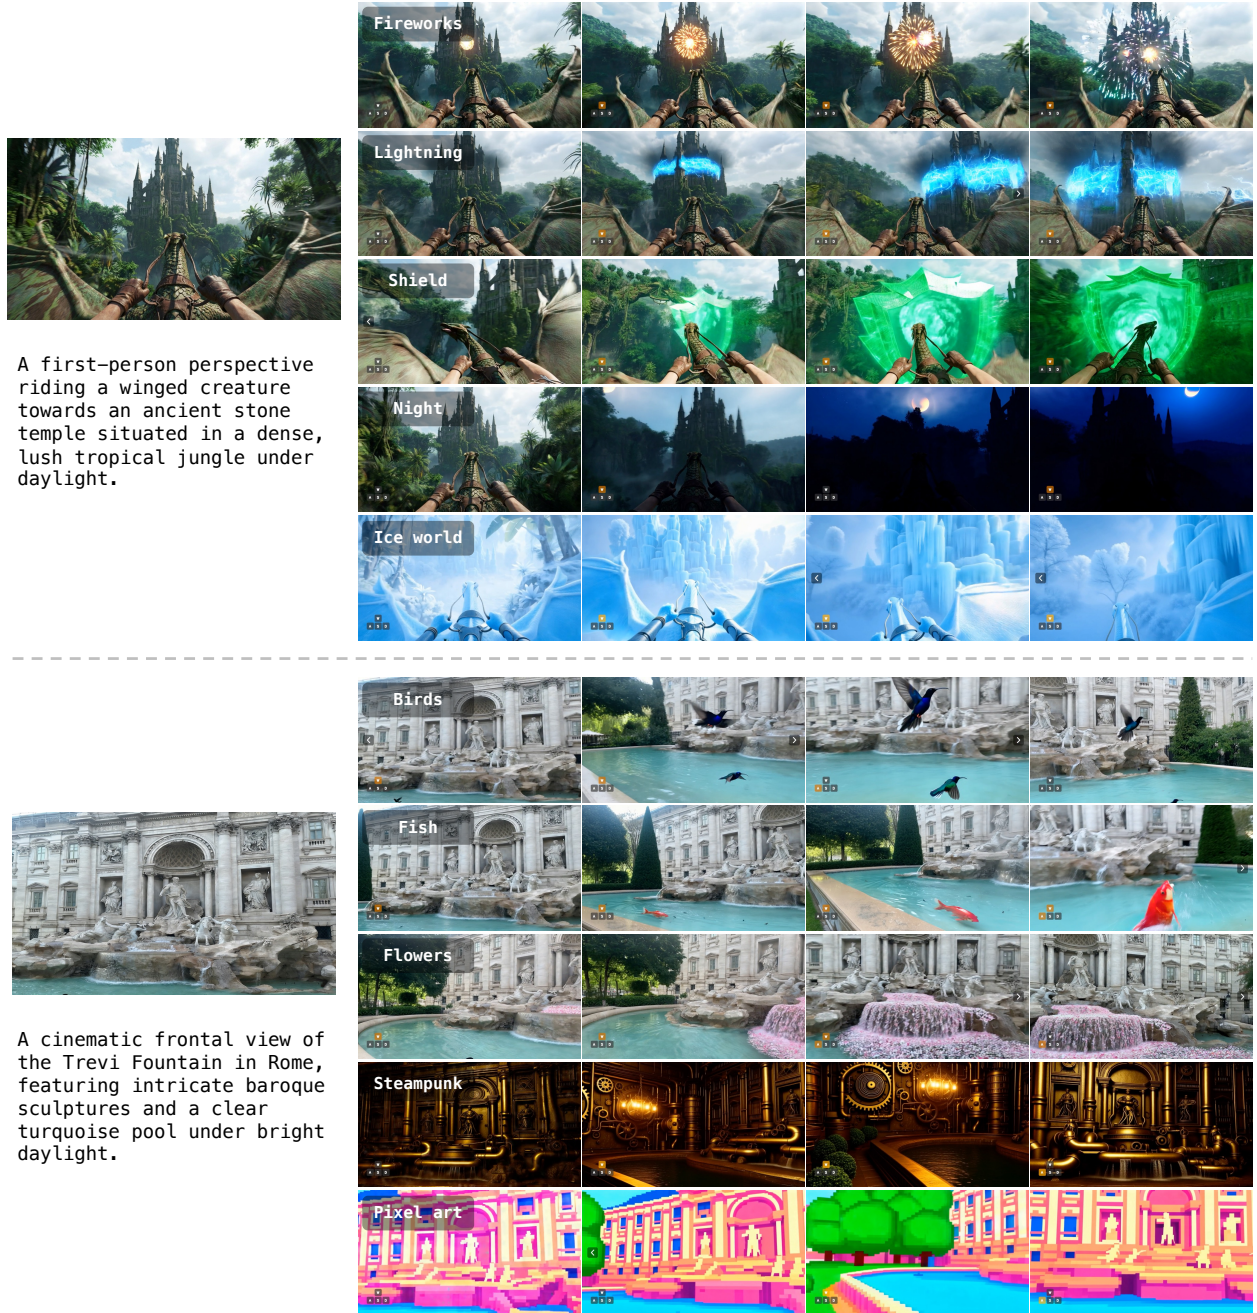 Fireworks
Lightning
Shield
Night
Ice world
A first-person perspective
riding a winged creature
towards an ancient stone
temple situated in a dense,
lush tropical jungle under
daylight.
Birds
Fish
Flowers
Steampunk
Pixel art
A cinematic frontal view of
the Trevi Fountain in Rome,
featuring intricate baroque
sculptures and a clear
turquoise pool under bright
daylight.